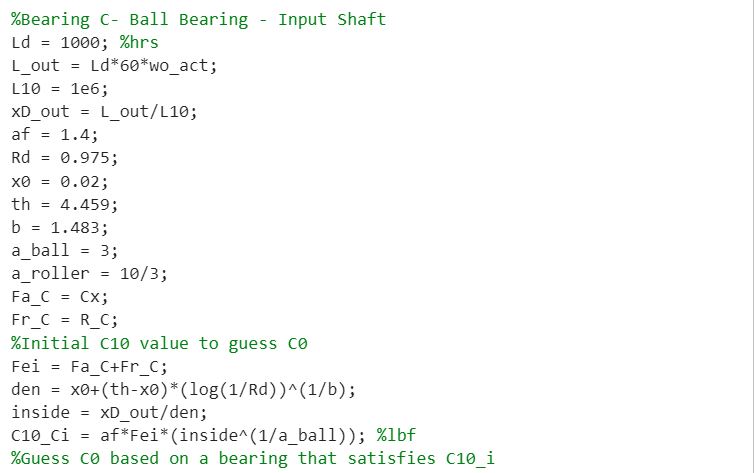 %Bearing C- Ball Bearing - Input Shaft
Ld = 1000; %hrs
L_out = Ld*60*wo_act;
L10 = 1e6;
xD_out = L_out/L10;
af = 1.4;
Rd = 0.975;
x0 = 0.02;
th = 4.459;
b = 1.483;
a_ball = 3;
a_roller = 10/3;
Fa_C = Cx;
Fr_C = R_C;
%Initial C10 value to guess C0
Fei = Fa_C+Fr_C;
den = x0+(th-x0)*(log(1/Rd))^(1/b);
inside = xD_out/den;
C10_Ci = af*Fei*(inside^(1/a_ball)); %lbf
%Guess C0 based on a bearing that satisfies C10_i